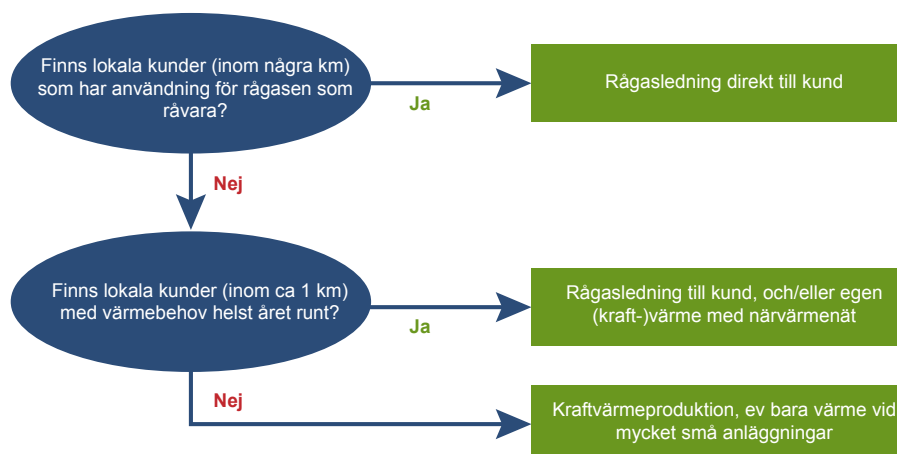 Finns lokala kunder (inom några km)
som har användning för rågasen som
råvara?
Ja
Rågasledning direkt till kund
Nej
Finns lokala kunder (inom ca 1 km)
med värmebehov helst året runt?
Ja
Rågasledning till kund, och/eller egen
(kraft-)värme med närvärmenät
Nej
Kraftvärmeproduktion, ev bara värme vid
mycket små anläggningar